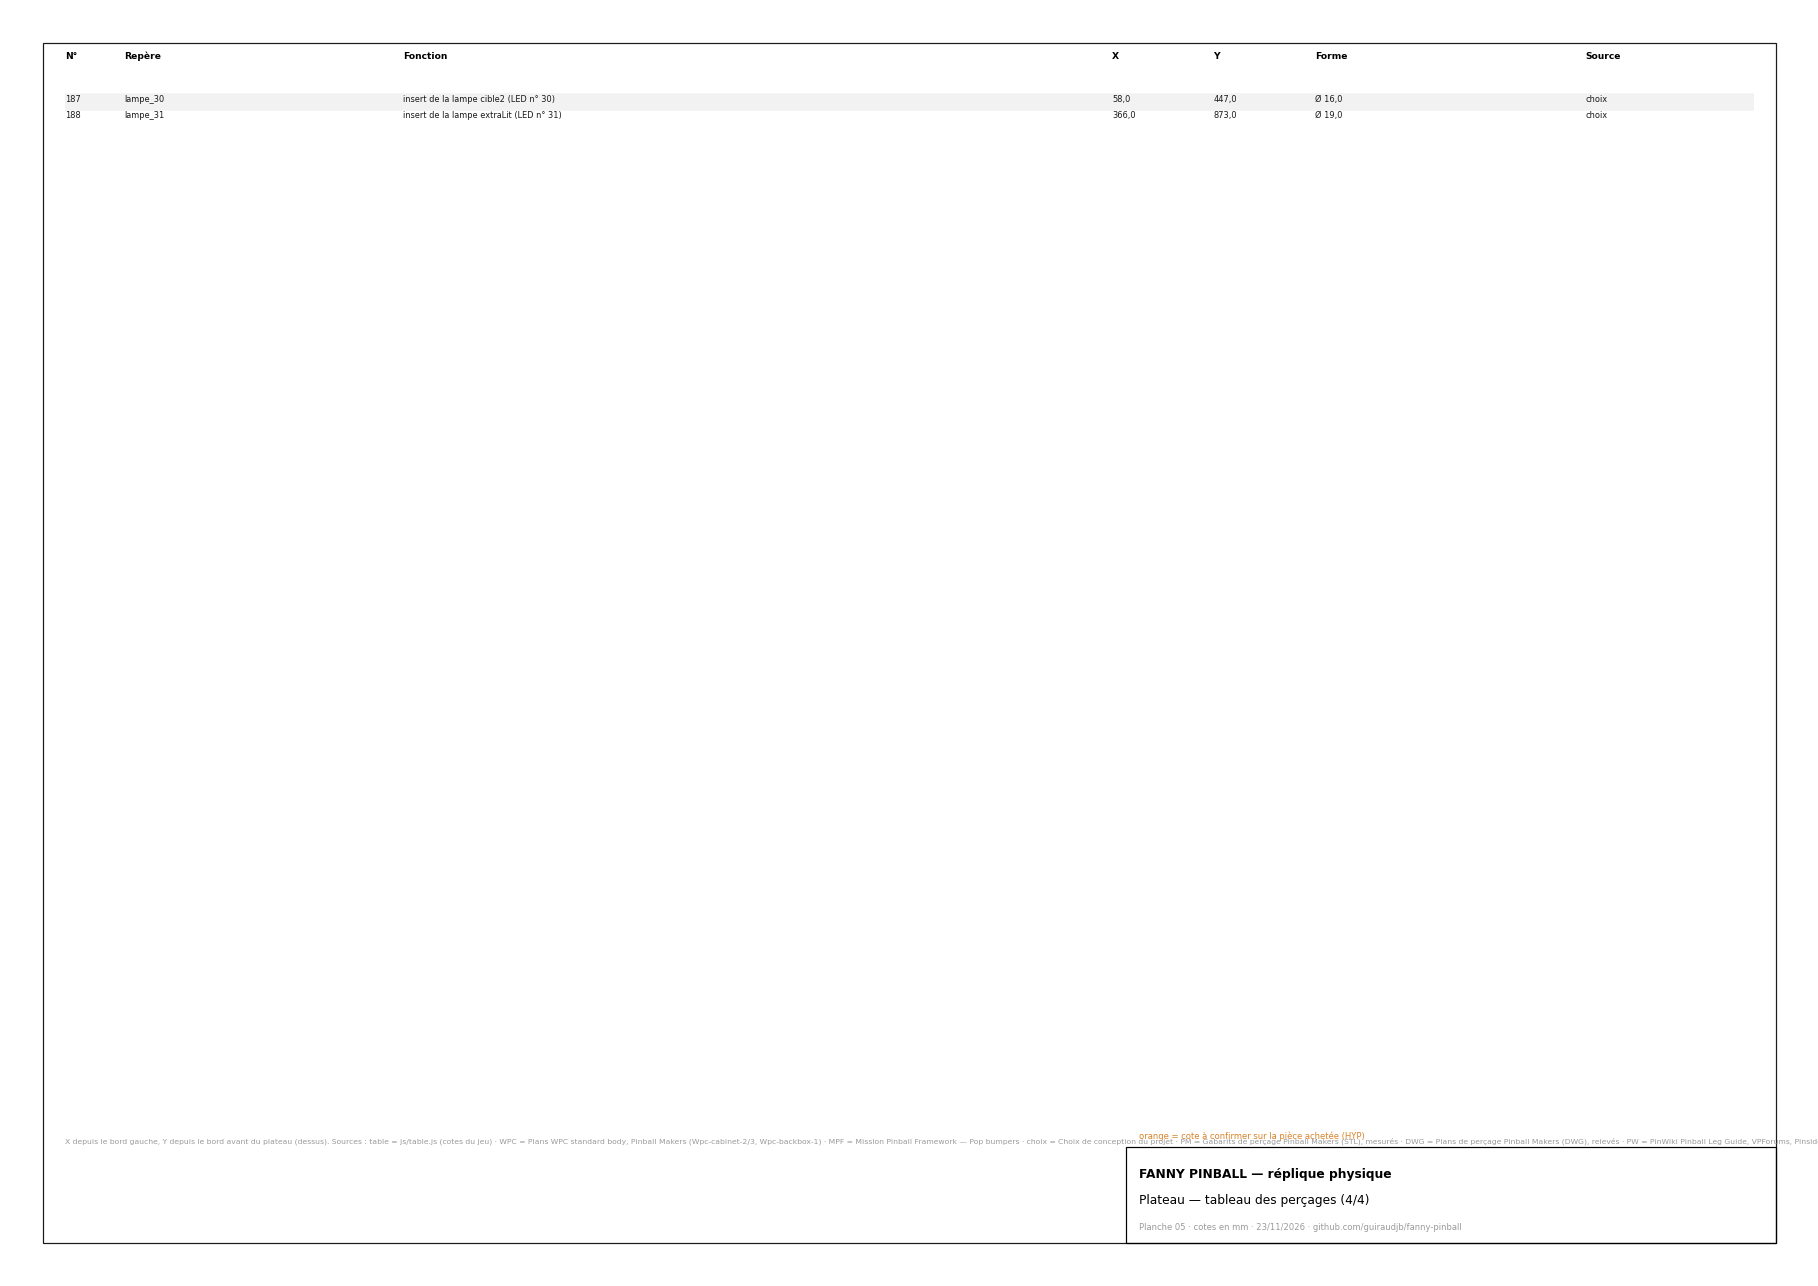 N° Repère Fonction X Y Forme Source
187 lampe_30 insert de la lampe cible2 (LED n° 30) 58,0 447,0 Ø 16,0 choix
188 lampe_31 insert de la lampe extraLit (LED n° 31) 366,0 873,0 Ø 19,0 choix
orange = cote à confirmer sur la pièce achetée (HYP)
X depuis le bord gauche, Y depuis le bord avant du plateau (dessus). Sources : table = js/table.js (cotes du jeu) · WPC = Plans WPC standard body, Pinball Makers (Wpc-cabinet-2/3, Wpc-backbox-1) · MPF = Mission Pinball Framework — Pop bumpers · choix = Choix de conception du projet · PM = Gabarits de perçage Pinball Makers (STL), mesurés · DWG = Plans de perçage Pinball Makers (DWG), relevés · PW = PinWiki Pinball Leg Guide, VPForums, Pinsid
FANNY PINBALL — réplique physique
Plateau — tableau des perçages (4/4)
Planche 05 · cotes en mm · 23/11/2026 · github.com/guiraudjb/fanny-pinball